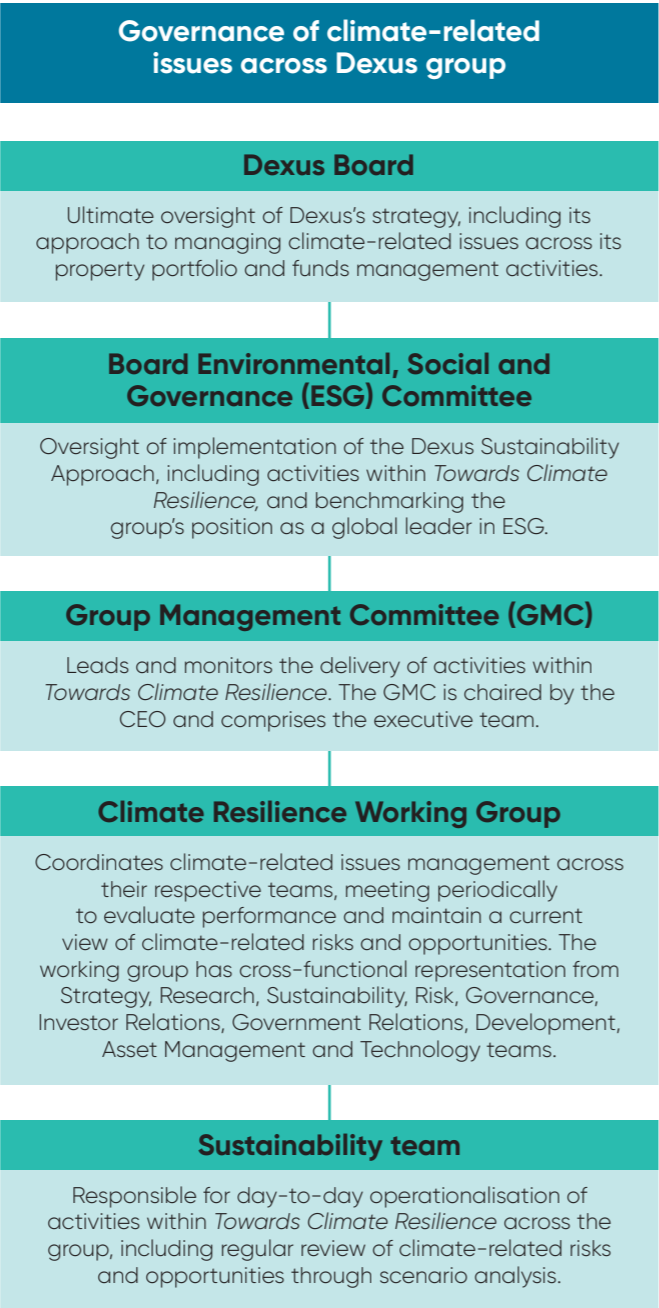 Governance of climate-related
issues across Dexus group
Dexus Board
Ultimate oversight of Dexus's strategy, including its
approach to managing climate-related issues across its
property portfolio and funds management activities.
Board Environmental, Social and
Governance (ESG) Committee
Oversight of implementation of the Dexus Sustainability
Approach, including activities within Towards Climate
Resilience, and benchmarking the
group's position as a global leader in ESG.
Group Management Committee (GMC)
Leads and monitors the delivery of activities within
Towards Climate Resilience. The GMC is chaired by the
CEO and comprises the executive team.
Climate Resilience Working Group
Coordinates climate-related issues management across
their respective teams, meeting periodically
to evaluate performance and maintain a current
view of climate-related risks and opportunities. The
working group has cross-functional representation from
Strategy, Research, Sustainability, Risk, Governance,
Investor Relations, Government Relations, Development,
Asset Management and Technology teams.
Sustainability team
Responsible for day-to-day operationalisation of
activities within Towards Climate Resilience across the
group, including regular review of climate-related risks
and opportunities through scenario analysis.